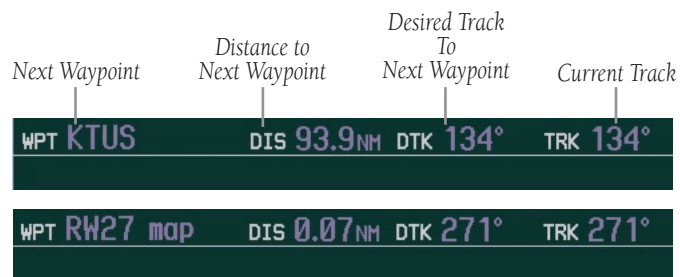 Desired Track
To
Next Waypoint
Distance to
Next Waypoint
Next Waypoint
Current Track
WPT KTUS DIS 93.9NM DTK 134° TRK 134°
WPT RW27 map DIS 0.07NM DTK 271° TRK 271°